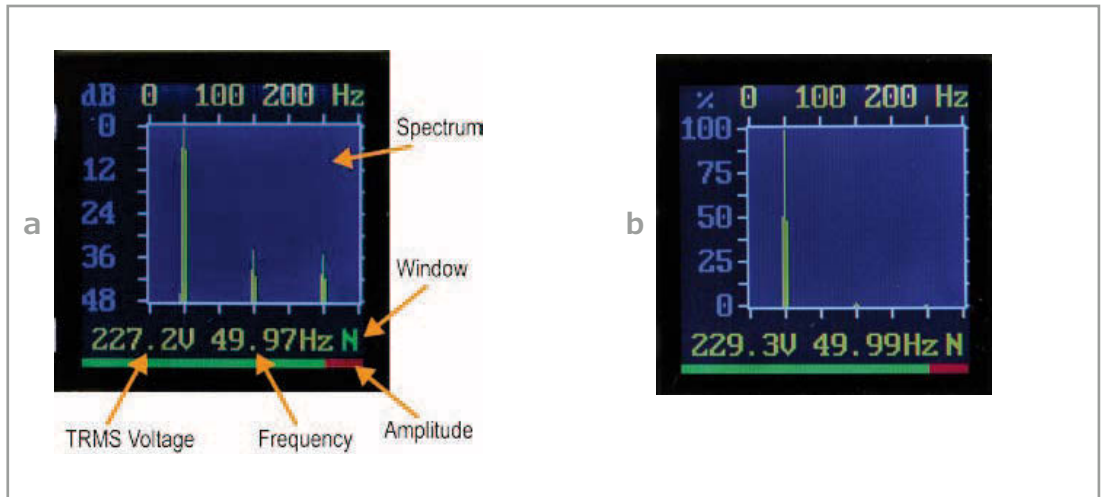 a
dB 0 100 200 Hz
0
12
24
36
48
227.2V 49.97Hz N
Spectrum
Window
Amplitude
TRMS Voltage
Frequency
b
% 0 100 200 Hz
100
75
50
25
0
229.3V 49.99Hz N